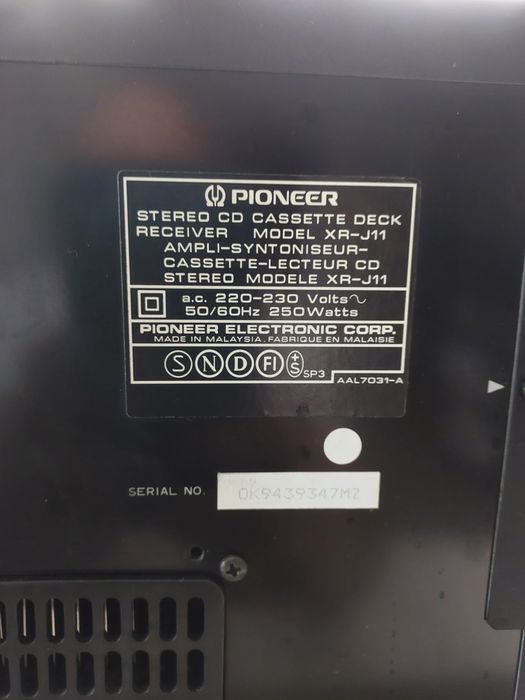 PIONEER
STEREO CD CASSETTE DECK
RECEIVER MODEL XR-J11
AMPLI-SYNTONISEUR-
CASSETTE-LECTEUR CD
STEREO MODELE XR-J11
a.c. 220-230 Volts~
50/60Hz 250Watts
PIONEER ELECTRONIC CORP.
MADE IN MALAYSIA. FABRIQUE EN MALAISIE
S N D FI +S SP3
AAL7031-A
SERIAL NO. OK9439347MZ